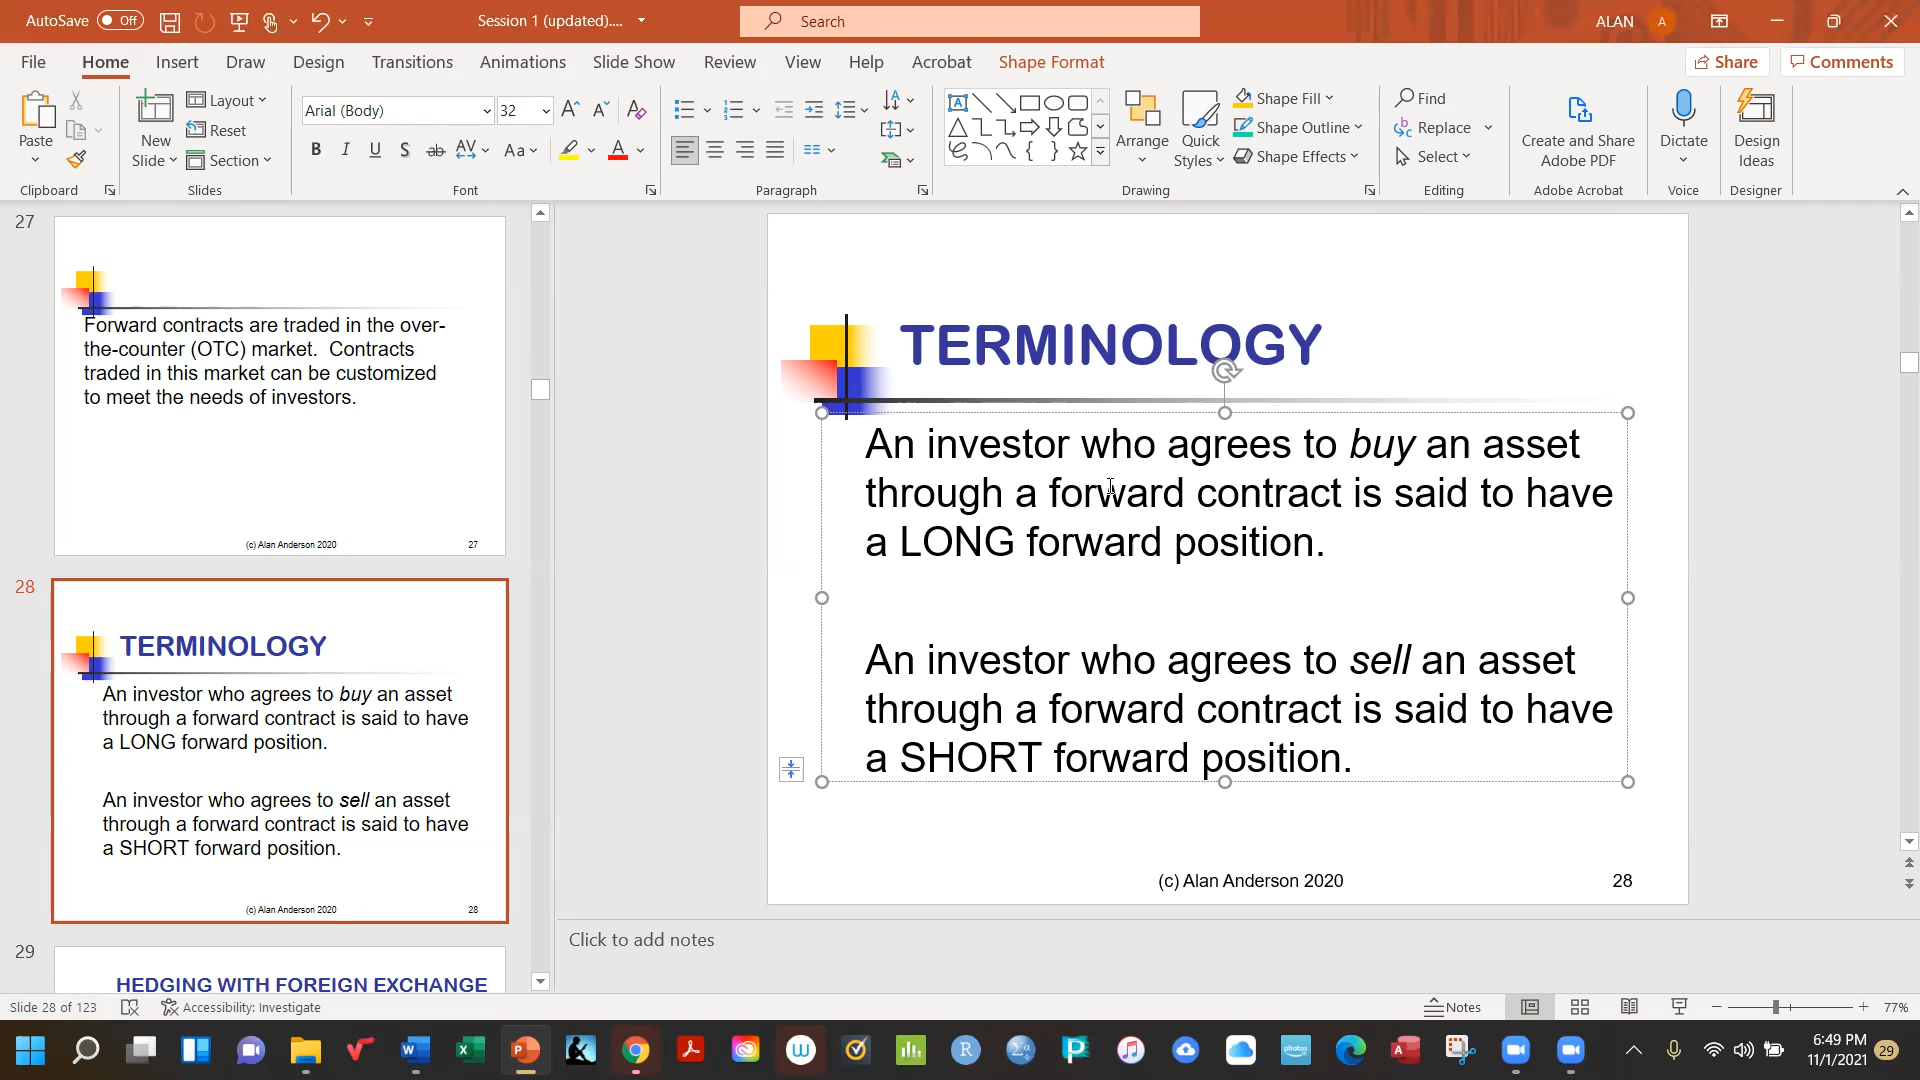 AutoSave Off
Session 1 (updated)....
Search
ALAN A
File Home Insert Draw Design Transitions Animations Slide Show Review View Help Acrobat Shape Format
Share Comments
Paste
New Slide
Layout
Reset
Section
Arial (Body) 32
Arrange
Quick Styles
Shape Fill
Shape Outline
Shape Effects
Find
Replace
Select
Create and Share Adobe PDF
Dictate
Design Ideas
Clipboard Slides Font Paragraph Drawing Editing Adobe Acrobat Voice Designer
27
Forward contracts are traded in the over-
the-counter (OTC) market. Contracts
traded in this market can be customized
to meet the needs of investors.
(c) Alan Anderson 2020 27
28
TERMINOLOGY
An investor who agrees to buy an asset
through a forward contract is said to have
a LONG forward position.
An investor who agrees to sell an asset
through a forward contract is said to have
a SHORT forward position.
(c) Alan Anderson 2020 28
29
HEDGING WITH FOREIGN EXCHANGE
TERMINOLOGY
An investor who agrees to buy an asset
through a forward contract is said to have
a LONG forward position.
An investor who agrees to sell an asset
through a forward contract is said to have
a SHORT forward position.
(c) Alan Anderson 2020 28
Click to add notes
Slide 28 of 123 Accessibility: Investigate Notes 77%
6:49 PM
11/1/2021 29